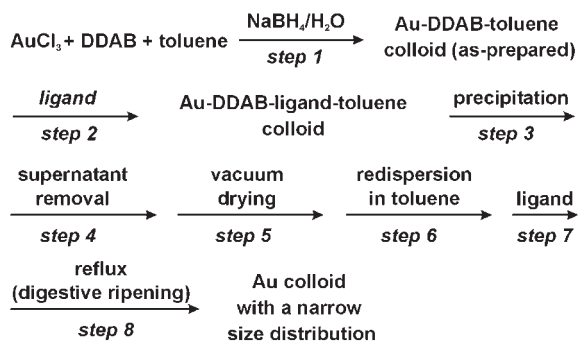 AuCl₃ + DDAB + toluene NaBH₄/H₂O step 1 Au-DDAB-toluene
colloid (as-prepared)
ligand
step 2
Au-DDAB-ligand-toluene
colloid
precipitation
step 3
supernatant
removal
step 4
vacuum
drying
step 5
redispersion
in toluene
step 6
ligand
step 7
reflux
(digestive ripening)
step 8
Au colloid
with a narrow
size distribution